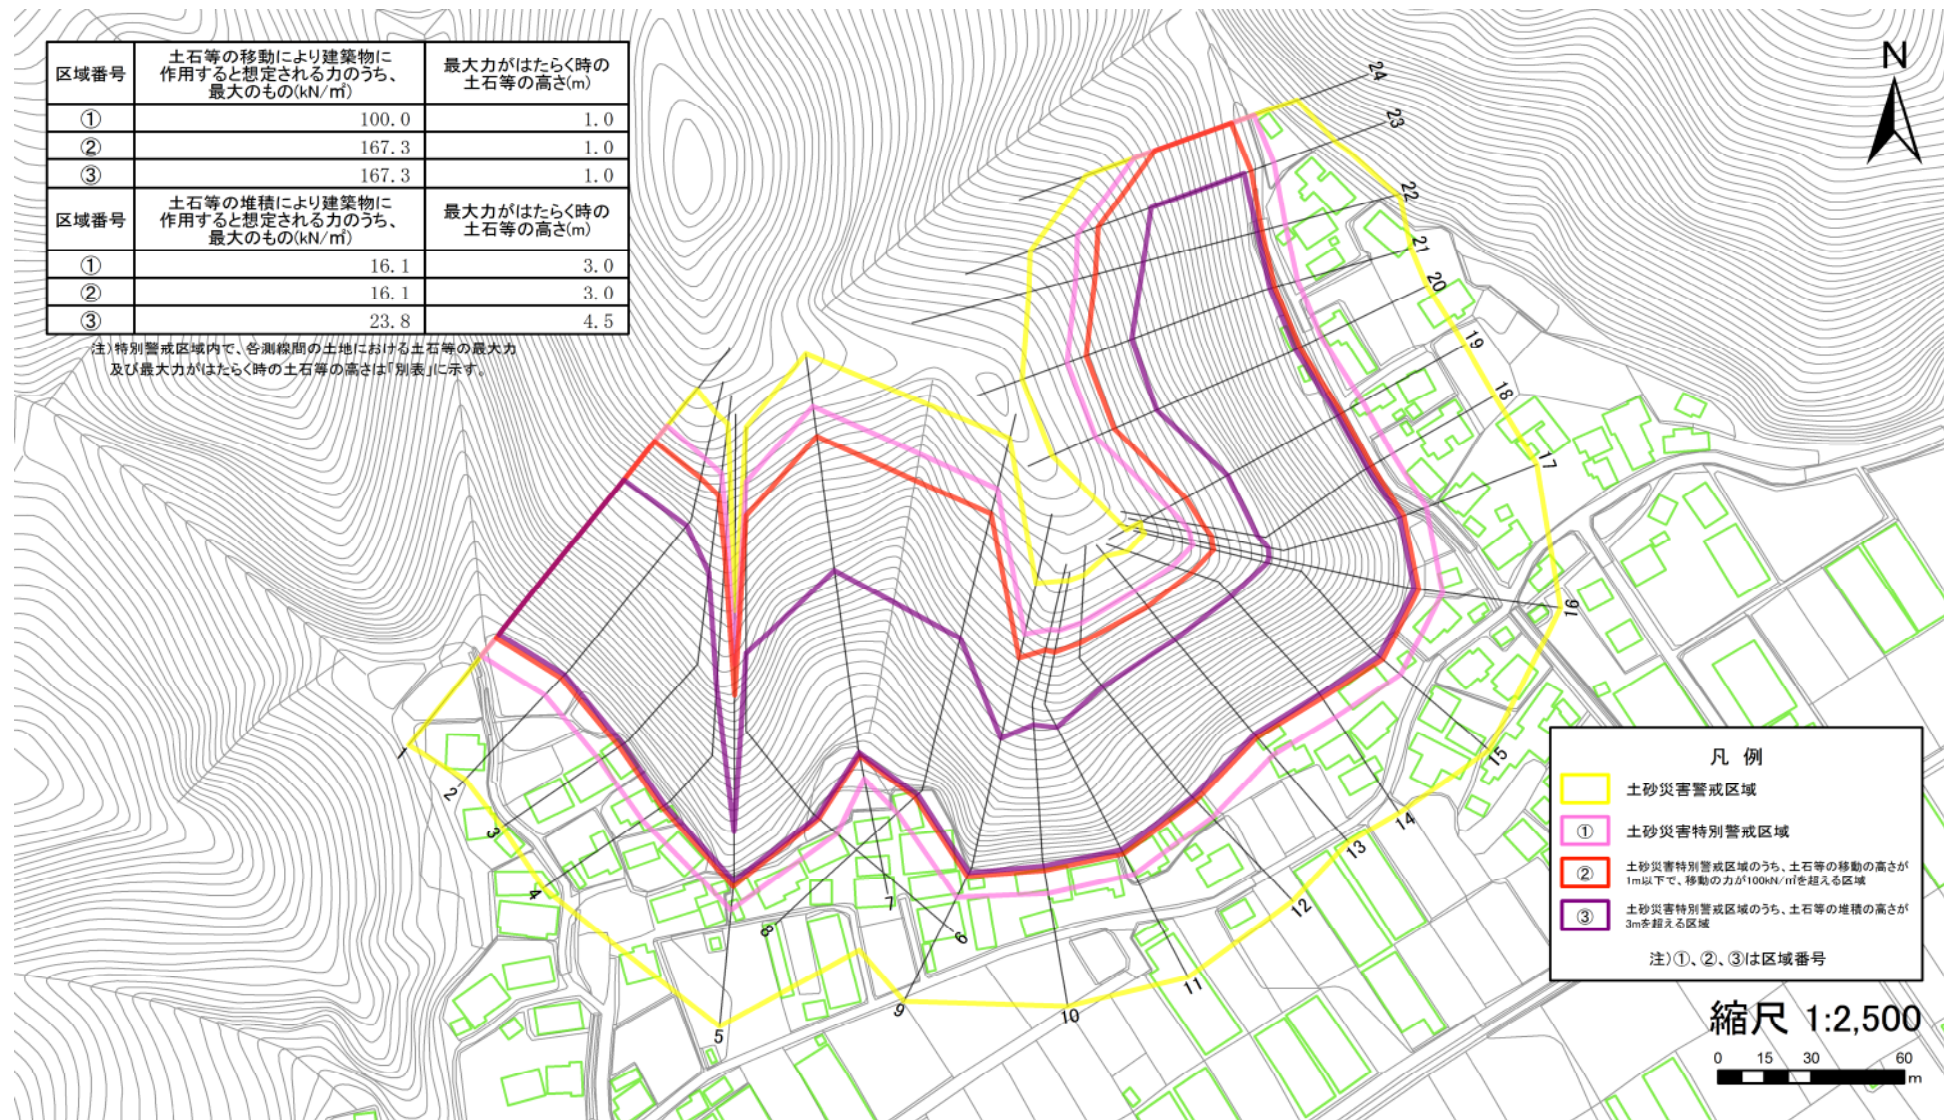 区域番号
土石等の移動により建築物に
作用すると想定される力のうち、
最大のもの(kN/㎡)
最大力がはたらく時の
土石等の高さ(m)
① 100.0 1.0
② 167.3 1.0
③ 167.3 1.0
区域番号
土石等の堆積により建築物に
作用すると想定される力のうち、
最大のもの(kN/㎡)
最大力がはたらく時の
土石等の高さ(m)
① 16.1 3.0
② 16.1 3.0
③ 23.8 4.5
注)特別警戒区域内で、各測線間の土地における土石等の最大力
及び最大力がはたらく時の土石等の高さは「別表」に示す。
N
24
23
22
21
20
19
18
17
16
15
14
13
12
11
10
9
8
7
6
5
4
3
2
1
凡 例
土砂災害警戒区域
① 土砂災害特別警戒区域
② 土砂災害特別警戒区域のうち、土石等の移動の高さが
1m以下で、移動の力が100kN/㎡を超える区域
③ 土砂災害特別警戒区域のうち、土石等の堆積の高さが
3mを超える区域
注)①、②、③は区域番号
縮尺 1:2,500
0 15 30 60
m